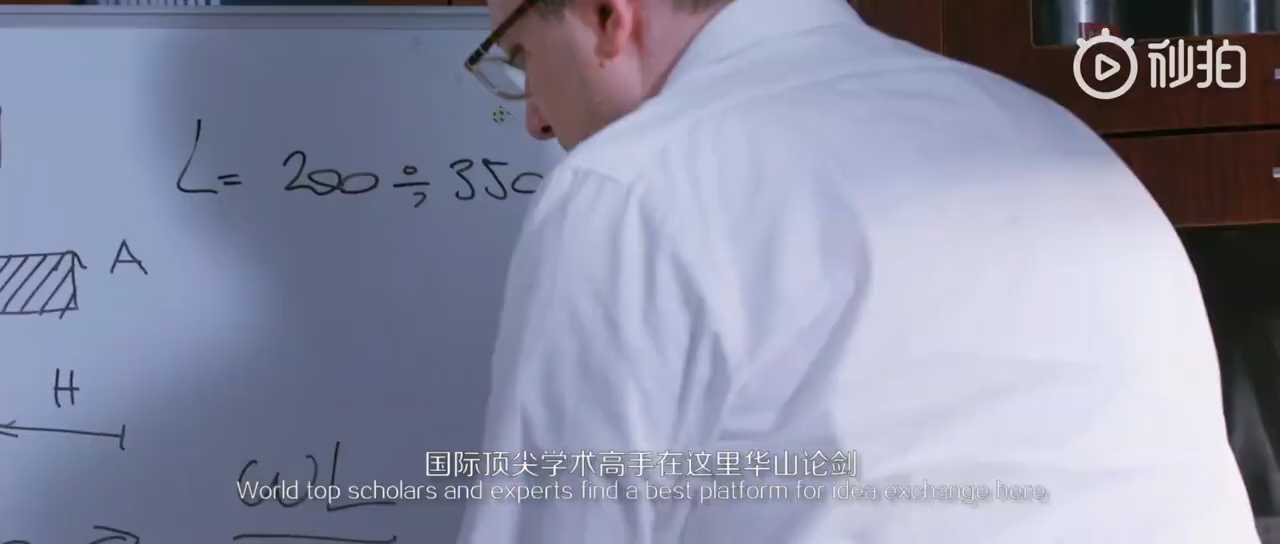 秒拍
L = 200 ÷ 350
A
H
国际顶尖学术高手在这里华山论剑
World top scholars and experts find a best platform for idea exchange here.
ωL